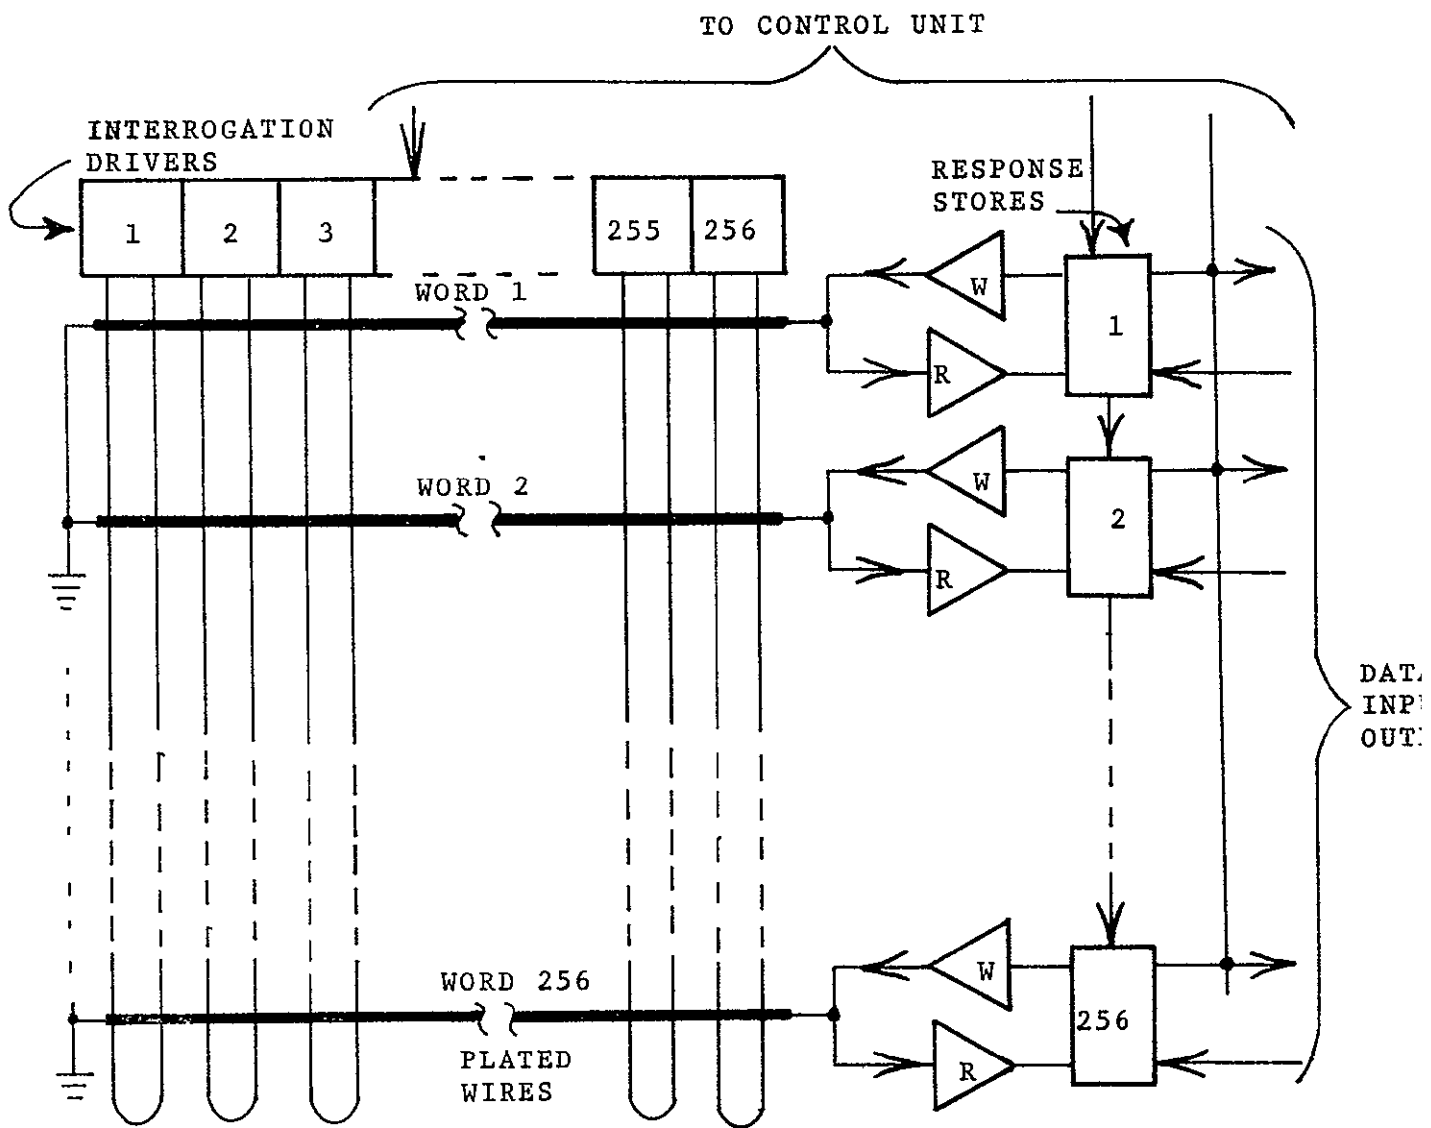 TO CONTROL UNIT
INTERROGATION
DRIVERS
RESPONSE
STORES
1 2 3 255 256
WORD 1
W
1
R
WORD 2
W
2
R
WORD 256
W
256
R
PLATED
WIRES